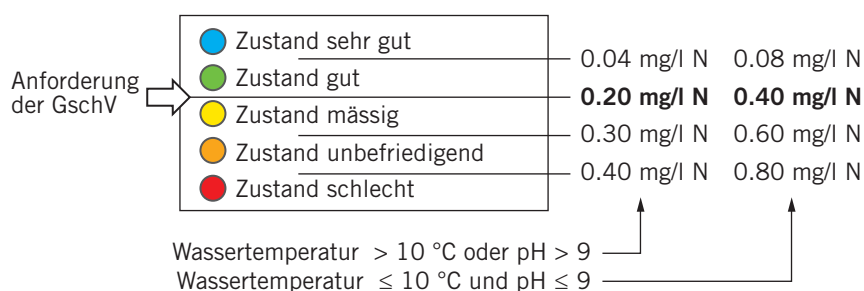 Zustand sehr gut
0.04 mg/l N 0.08 mg/l N
Anforderung
der GschV
Zustand gut
0.20 mg/l N 0.40 mg/l N
Zustand mässig
0.30 mg/l N 0.60 mg/l N
Zustand unbefriedigend
0.40 mg/l N 0.80 mg/l N
Zustand schlecht
Wassertemperatur > 10 °C oder pH > 9
Wassertemperatur ≤ 10 °C und pH ≤ 9